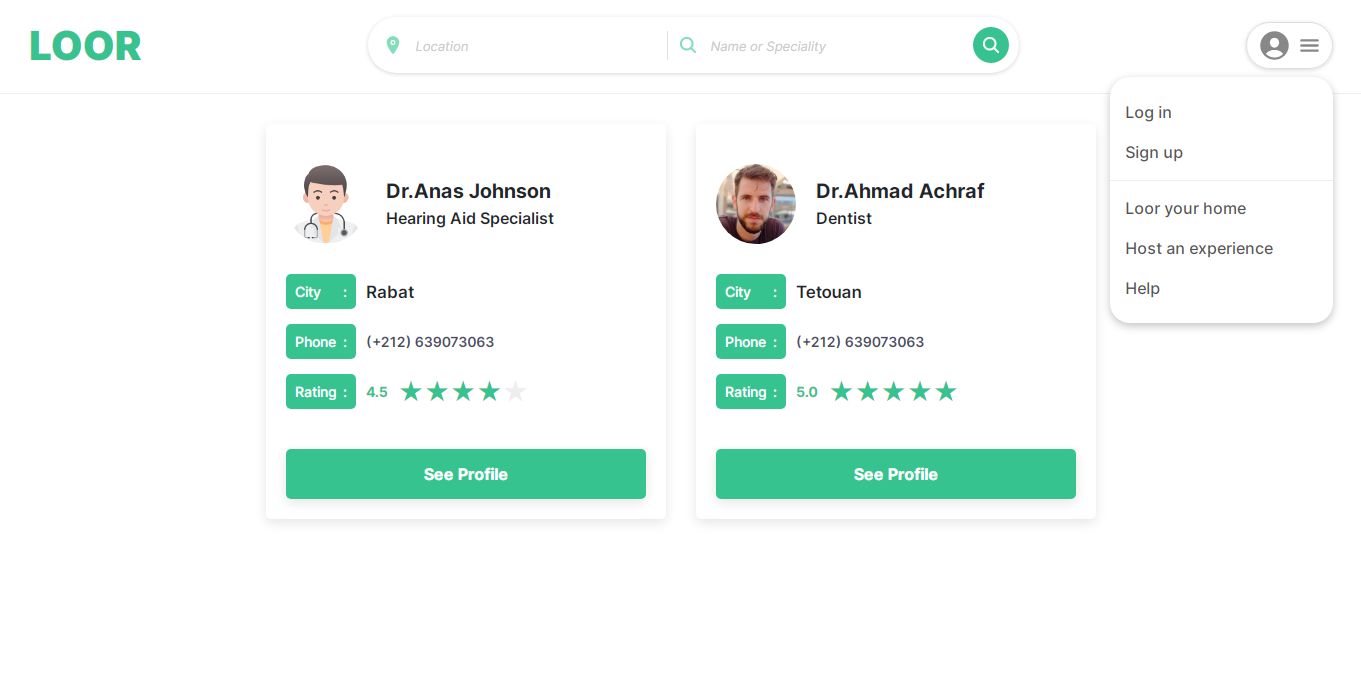 LOOR
Location
Name or Speciality
Log in
Sign up
Loor your home
Host an experience
Help
Dr.Anas Johnson
Hearing Aid Specialist
City :
Rabat
Phone :
(+212) 639073063
Rating :
4.5
See Profile
Dr.Ahmad Achraf
Dentist
City :
Tetouan
Phone :
(+212) 639073063
Rating :
5.0
See Profile